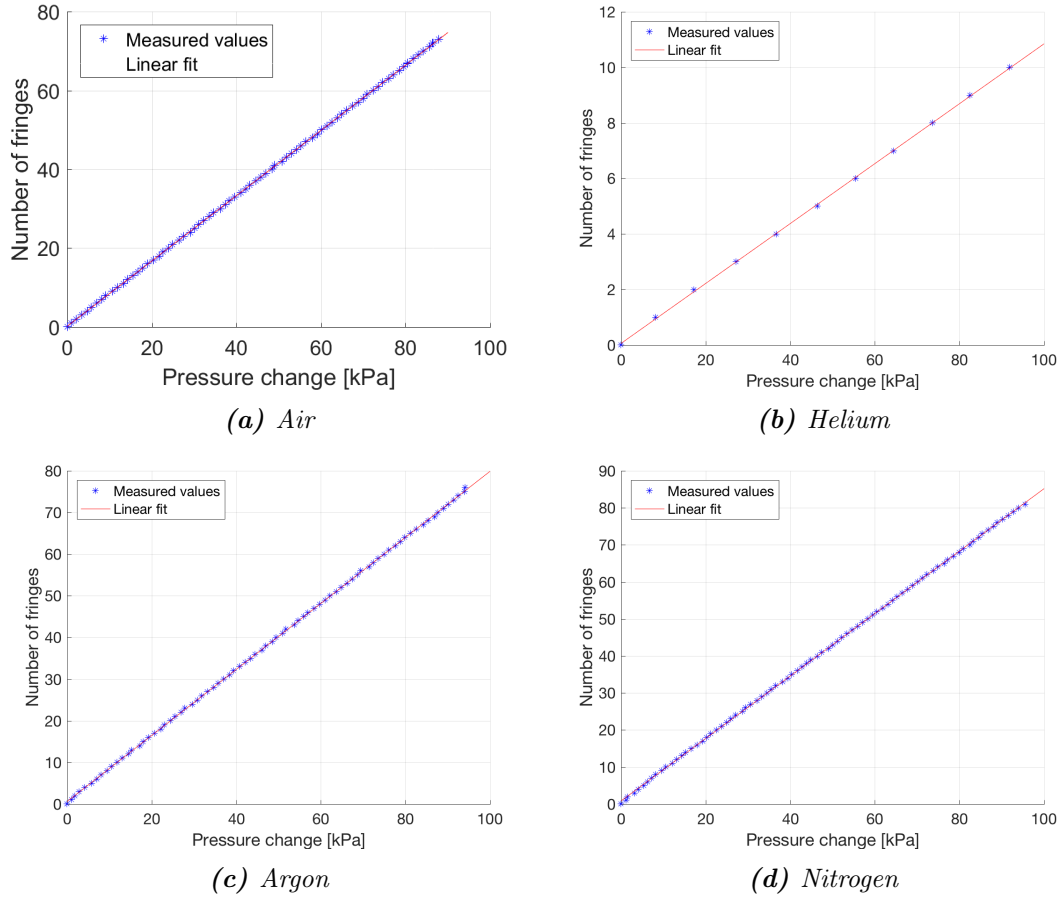 80
60
40
20
0
Number of fringes
Measured values
Linear fit
0 20 40 60 80 100
Pressure change [kPa]
(a) Air
12
10
8
6
4
2
0
Number of fringes
Measured values
Linear fit
0 20 40 60 80 100
Pressure change [kPa]
(b) Helium
80
70
60
50
40
30
20
10
0
Number of fringes
Measured values
Linear fit
0 20 40 60 80 100
Pressure change [kPa]
(c) Argon
90
80
70
60
50
40
30
20
10
0
Number of fringes
Measured values
Linear fit
0 20 40 60 80 100
Pressure change [kPa]
(d) Nitrogen